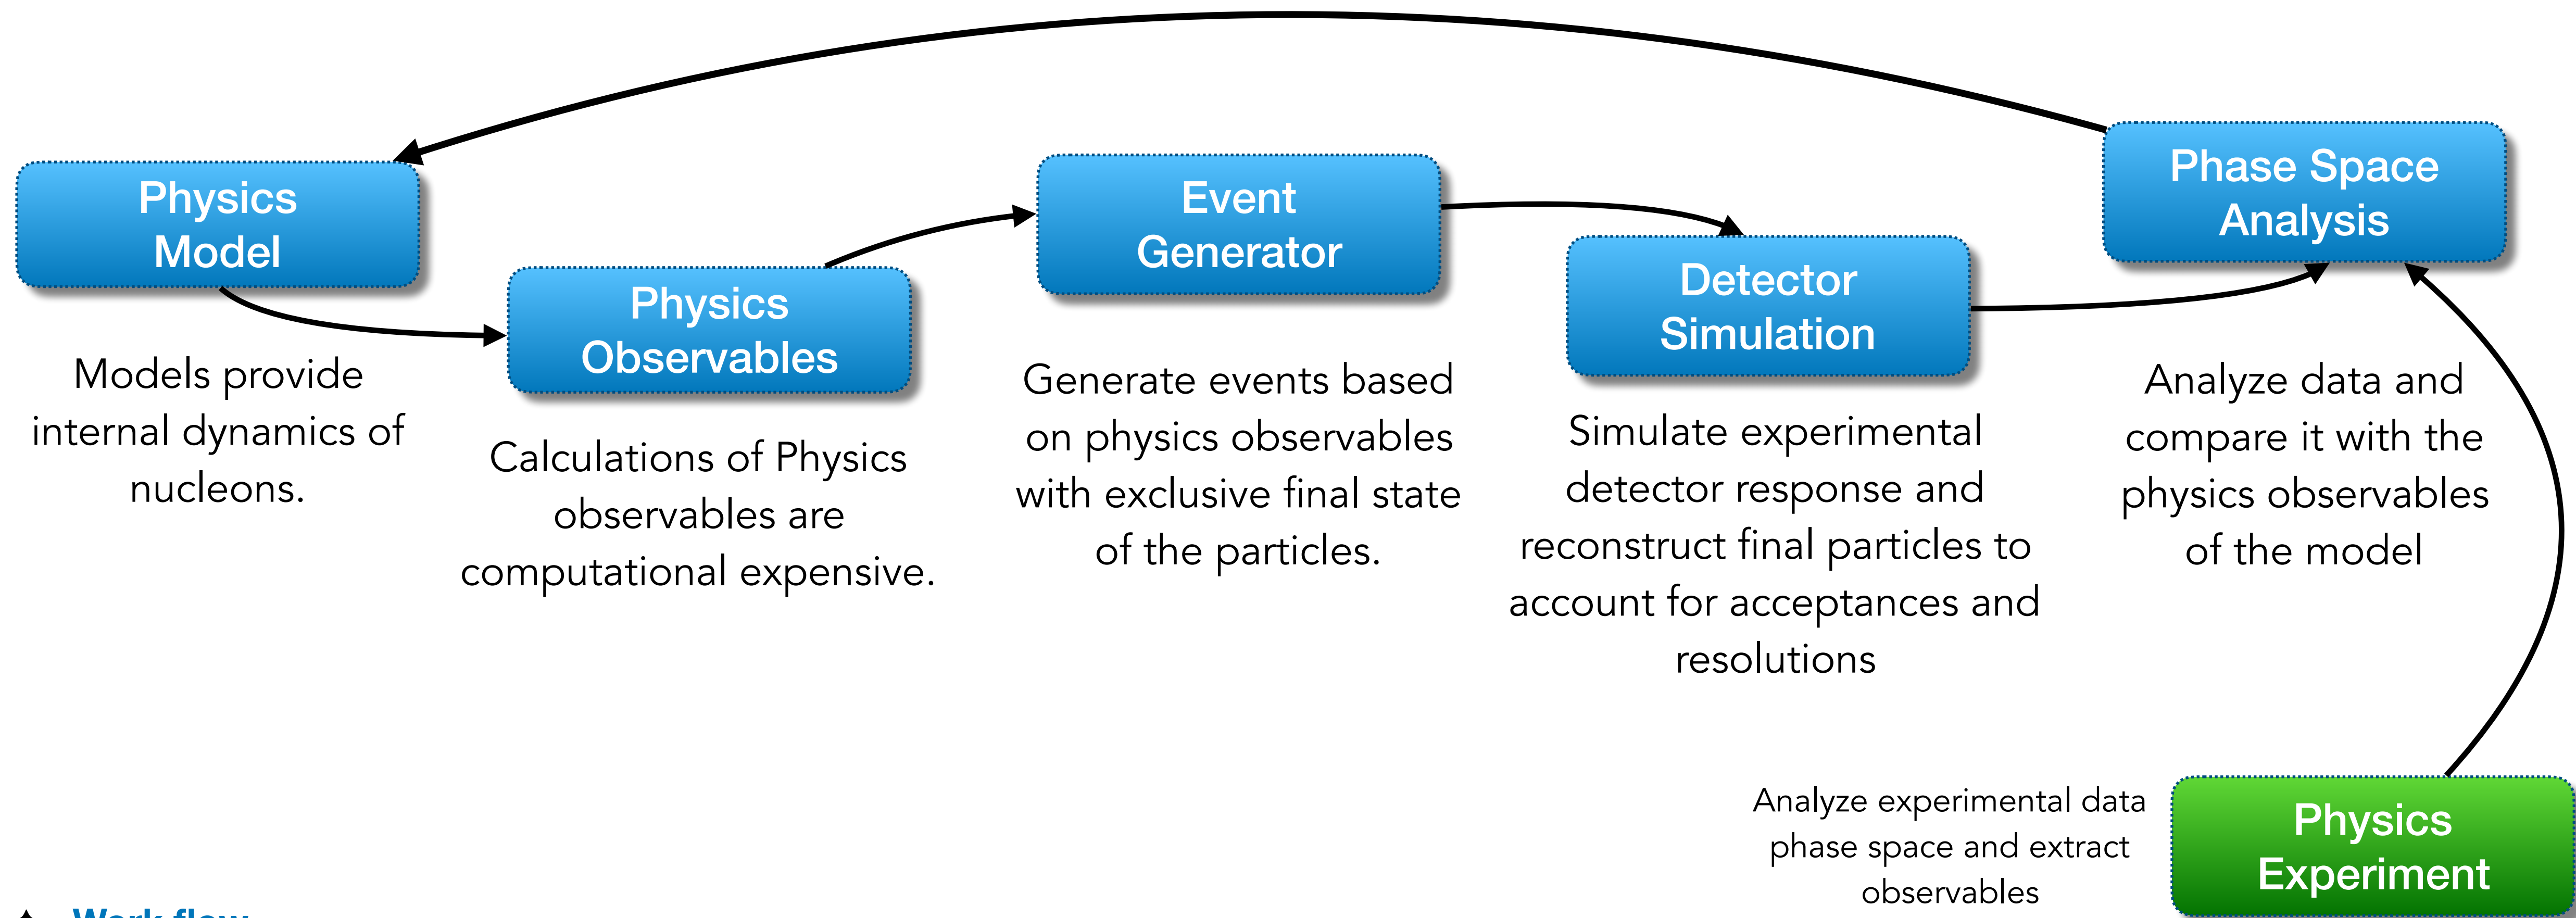 Physics
Model
Models provide
internal dynamics of
nucleons.
Physics
Observables
Calculations of Physics
observables are
computational expensive.
Event
Generator
Generate events based
on physics observables
with exclusive final state
of the particles.
Detector
Simulation
Simulate experimental
detector response and
reconstruct final particles to
account for acceptances and
resolutions
Phase Space
Analysis
Analyze data and
compare it with the
physics observables
of the model
Analyze experimental data
phase space and extract
observables
Physics
Experiment
Work flow